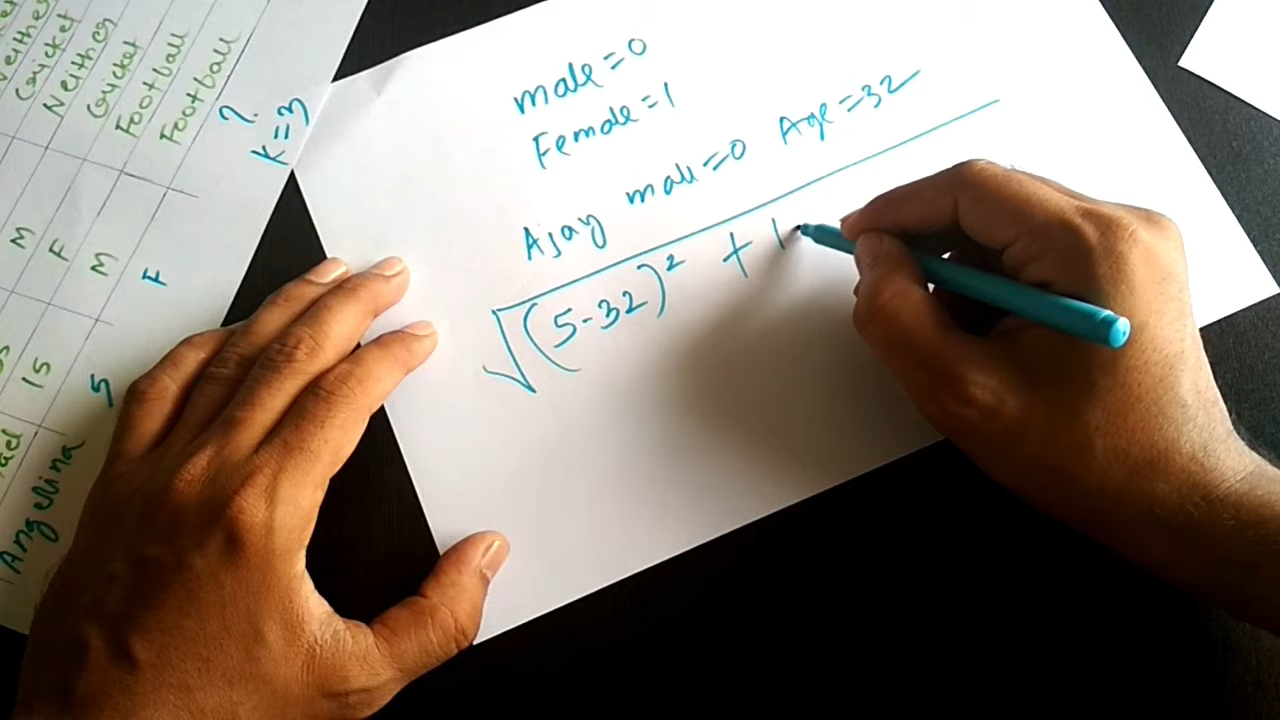 Neither
Cricket
Neither
Cricket
Football
Football
?
K=3
M
F
M
F
15
5
Angelina
male=0
Female=1
Ajay male=0 Age=32
√(5-32)² + 1